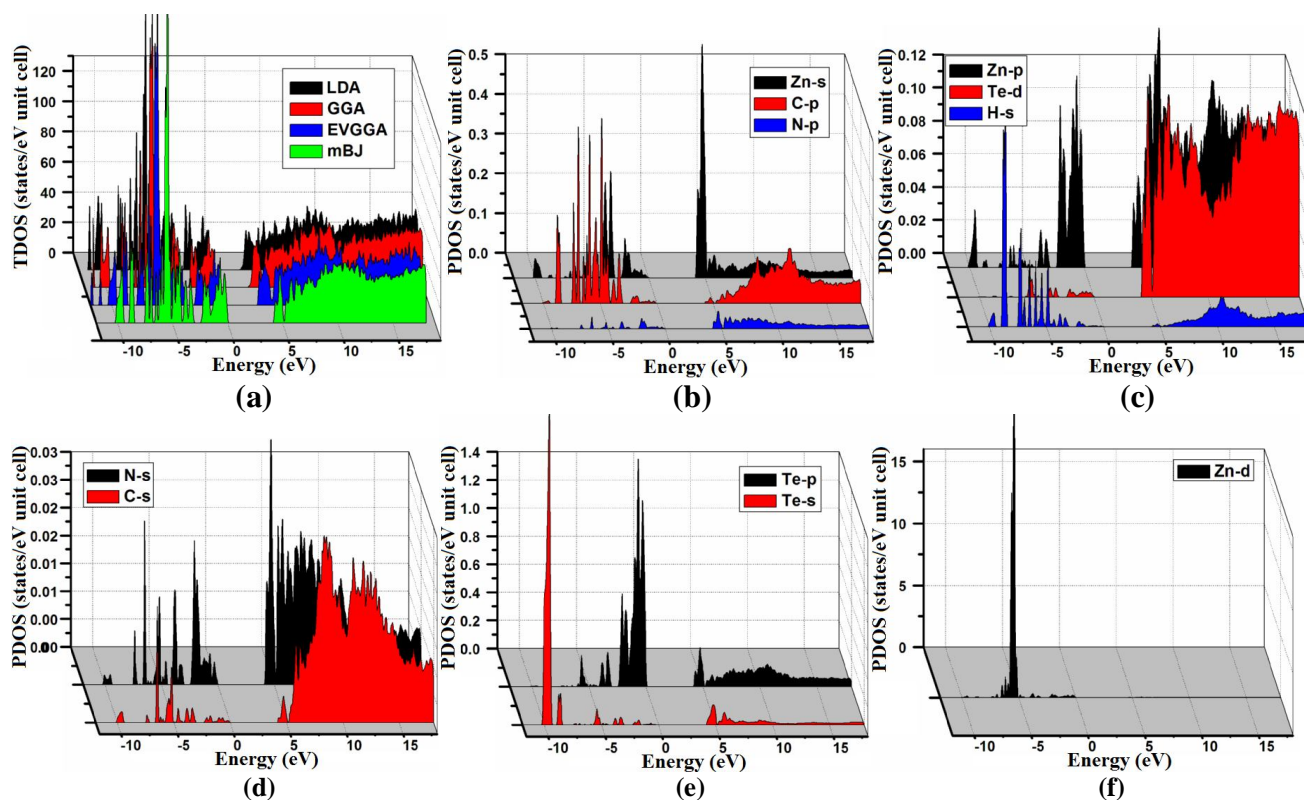 TDOS (states/eV unit cell)
120
100
80
60
40
20
0
LDA
GGA
EVGGA
mBJ
-10 -5 0 5 10 15
Energy (eV)
(a)
PDOS (states/eV unit cell)
0.5
0.4
0.3
0.2
0.1
0.0
Zn-s
C-p
N-p
-10 -5 0 5 10 15
Energy (eV)
(b)
PDOS (states/eV unit cell)
0.12
0.10
0.08
0.06
0.04
0.02
0.00
Zn-p
Te-d
H-s
-10 -5 0 5 10 15
Energy (eV)
(c)
PDOS (states/eV unit cell)
0.03
0.03
0.02
0.02
0.01
0.01
0.00
0.00
N-s
C-s
-10 -5 0 5 10 15
Energy (eV)
(d)
PDOS (states/eV unit cell)
1.4
1.2
1.0
0.8
0.6
0.4
0.2
0.0
Te-p
Te-s
-10 -5 0 5 10 15
Energy (eV)
(e)
PDOS (states/eV unit cell)
15
10
5
0
Zn-d
-10 -5 0 5 10 15
Energy (eV)
(f)